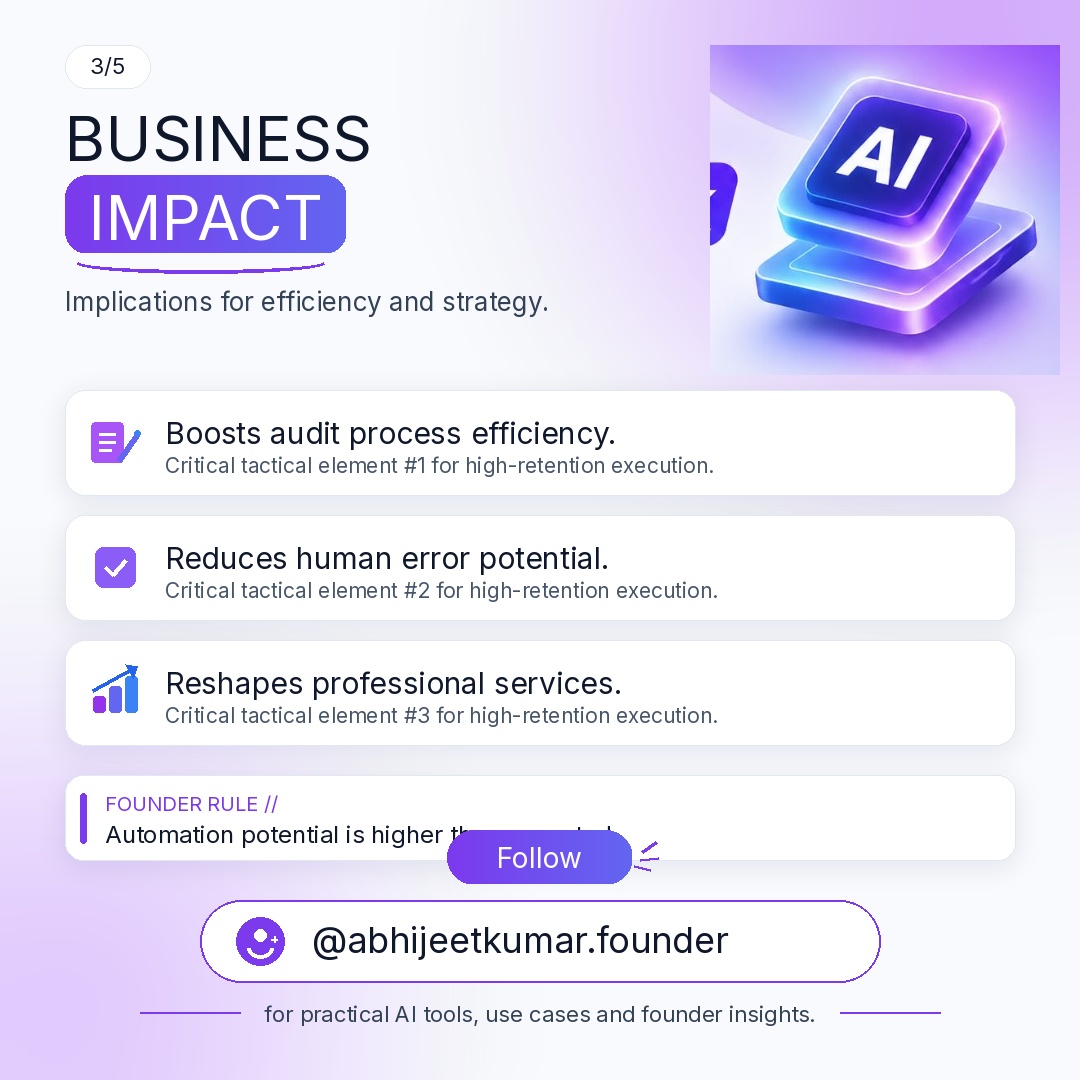 3/5
BUSINESS
IMPACT
Implications for efficiency and strategy.
AI
Boosts audit process efficiency.
Critical tactical element #1 for high-retention execution.
Reduces human error potential.
Critical tactical element #2 for high-retention execution.
Reshapes professional services.
Critical tactical element #3 for high-retention execution.
FOUNDER RULE //
Automation potential is higher
Follow
@abhijeetkumar.founder
for practical AI tools, use cases and founder insights.